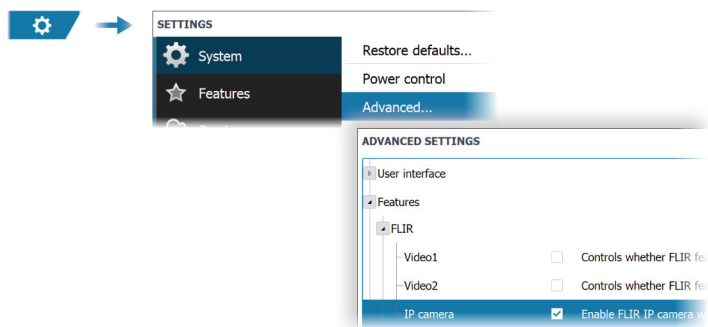 SETTINGS
System
Restore defaults...
Power control
Features
Advanced...
ADVANCED SETTINGS
User interface
Features
FLIR
Video1 Controls whether FLIR
Video2 Controls whether FLIR
IP camera Enable FLIR IP camera